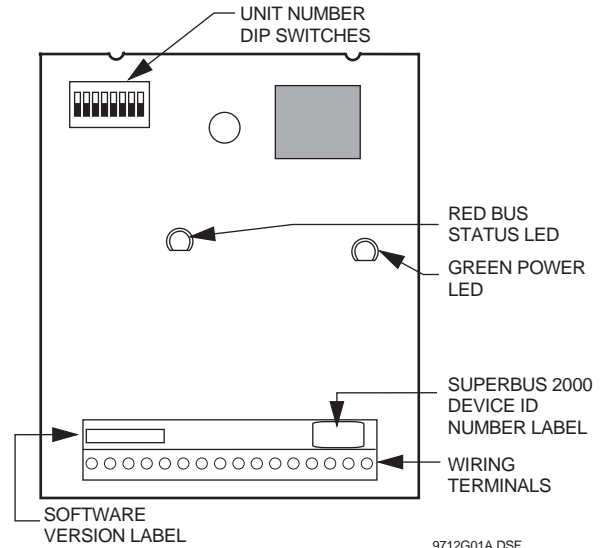 UNIT NUMBER
DIP SWITCHES
RED BUS
STATUS LED
GREEN POWER
LED
SUPERBUS 2000
DEVICE ID
NUMBER LABEL
WIRING
TERMINALS
SOFTWARE
VERSION LABEL
9712G01A.DSF